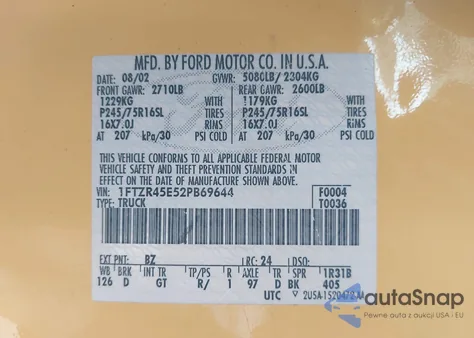 MFD. BY FORD MOTOR CO. IN U.S.A.
DATE: 08/02 GVWR: 5080LB/ 2304KG
FRONT GAWR: 2710LB REAR GAWR: 2600LB
1229KG WITH 1179KG WITH
P245/75R16SL TIRES P245/75R16SL TIRES
16X7.0J RIMS 16X7.0J RIMS
AT 207 kPa/30 PSI COLD AT 207 kPa/30 PSI COLD
THIS VEHICLE CONFORMS TO ALL APPLICABLE FEDERAL MOTOR
VEHICLE SAFETY AND THEFT PREVENTION STANDARDS IN
EFFECT ON THE DATE OF MANUFACTURE SHOWN ABOVE.
VIN: 1FTZR45E52PB69644 F0004
TYPE: TRUCK T0036
EXT PNT: BZ RC: 24 DSO:
WB BRK INT TR TP/PS R AXLE TR SPR 1R31B
126 D GT R/ 1 97 D BK 405
UTC
autaSnap
Pewne auta z aukcji USA i EU